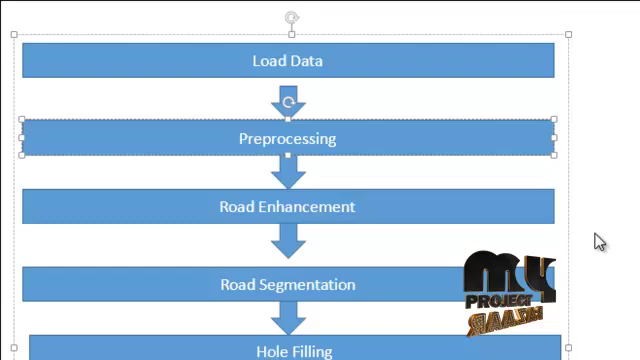 Load Data
Preprocessing
Road Enhancement
Road Segmentation
MY
PROJECT
BAZAAR
Hole Filling